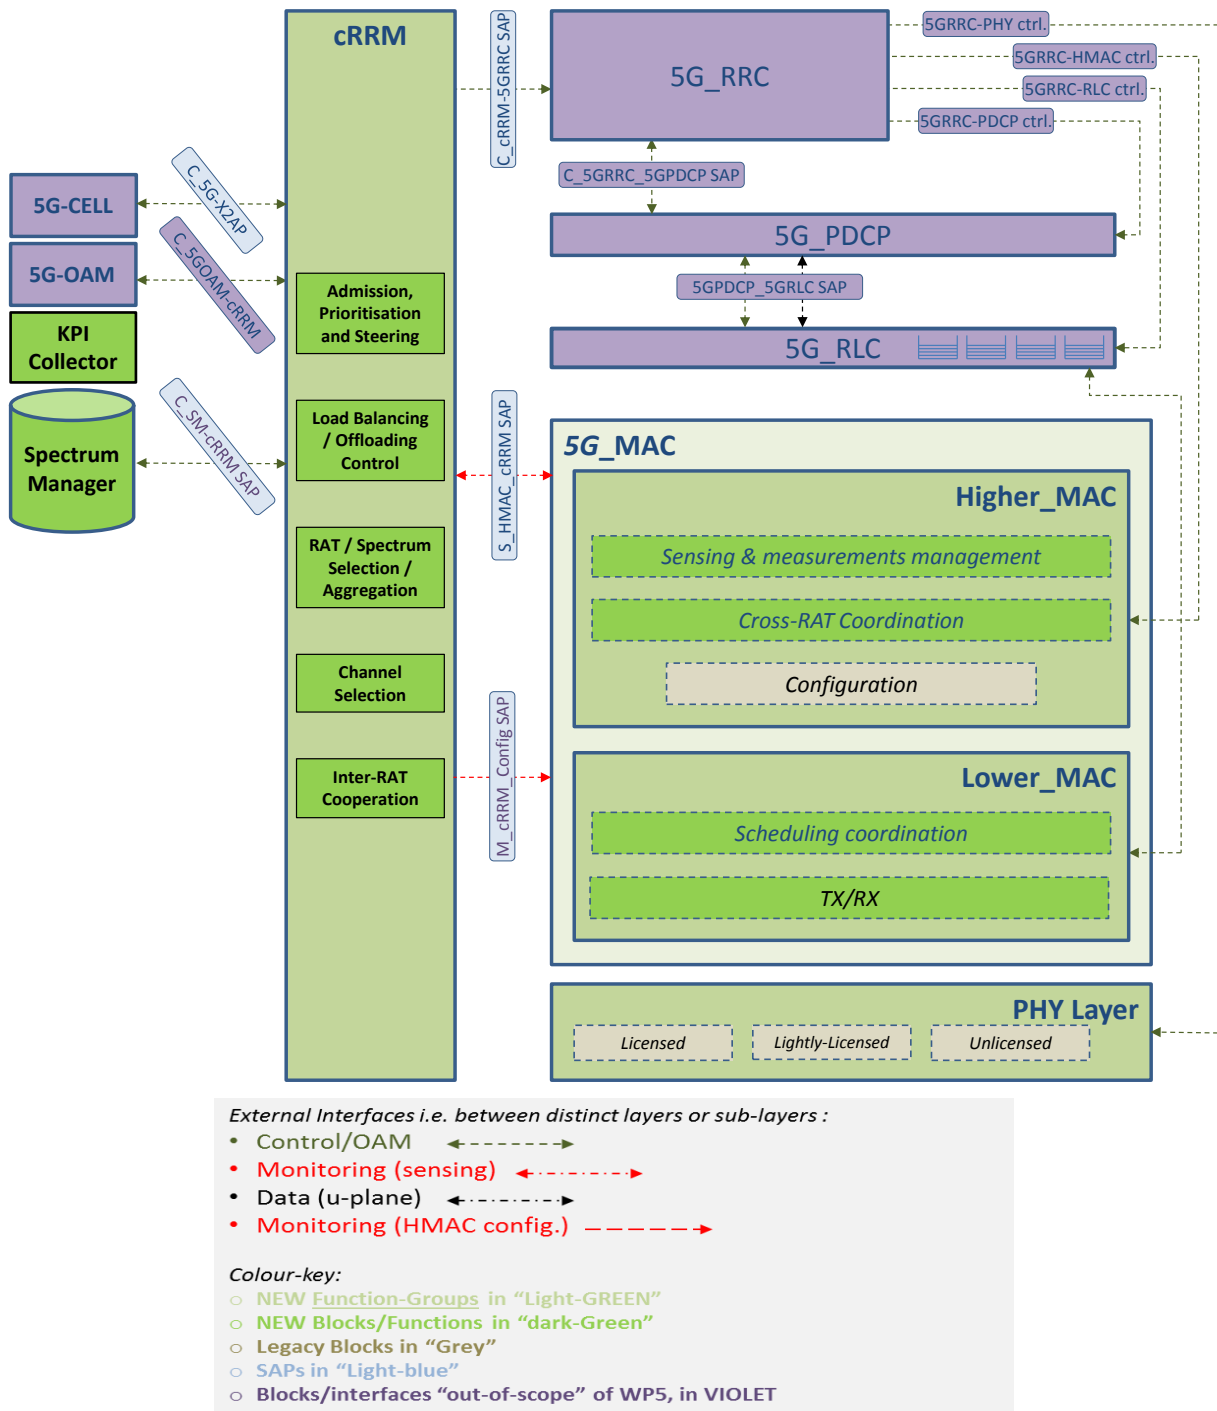 cRRM
C_cRRM-5GRRC SAP
5G_RRC
5GRRC-PHY ctrl.
5GRRC-HMAC ctrl.
5GRRC-RLC ctrl.
5GRRC-PDCP ctrl.
C_5GRRC_5GPDCP SAP
5G-CELL
C_5G-X2AP
5G_PDCP
5G-OAM
C_5GOAM-cRRM
5GPDCP_5GRLC SAP
Admission,
Prioritisation
and Steering
KPI
Collector
5G_RLC
C_SM-cRRM SAP
Spectrum
Manager
Load Balancing
/ Offloading
Control
S_HMAC_cRRM SAP
5G_MAC
Higher_MAC
Sensing & measurements management
RAT / Spectrum
Selection /
Aggregation
Cross-RAT Coordination
Channel
Selection
Configuration
M_cRRM_Config SAP
Inter-RAT
Cooperation
Lower_MAC
Scheduling coordination
TX/RX
PHY Layer
Licensed
Lightly-Licensed
Unlicensed
External Interfaces i.e. between distinct layers or sub-layers :
• Control/OAM
• Monitoring (sensing)
• Data (u-plane)
• Monitoring (HMAC config.)
Colour-key:
o NEW Function-Groups in “Light-GREEN”
o NEW Blocks/Functions in “dark-Green”
o Legacy Blocks in “Grey”
o SAPs in “Light-blue”
o Blocks/interfaces “out-of-scope” of WP5, in VIOLET